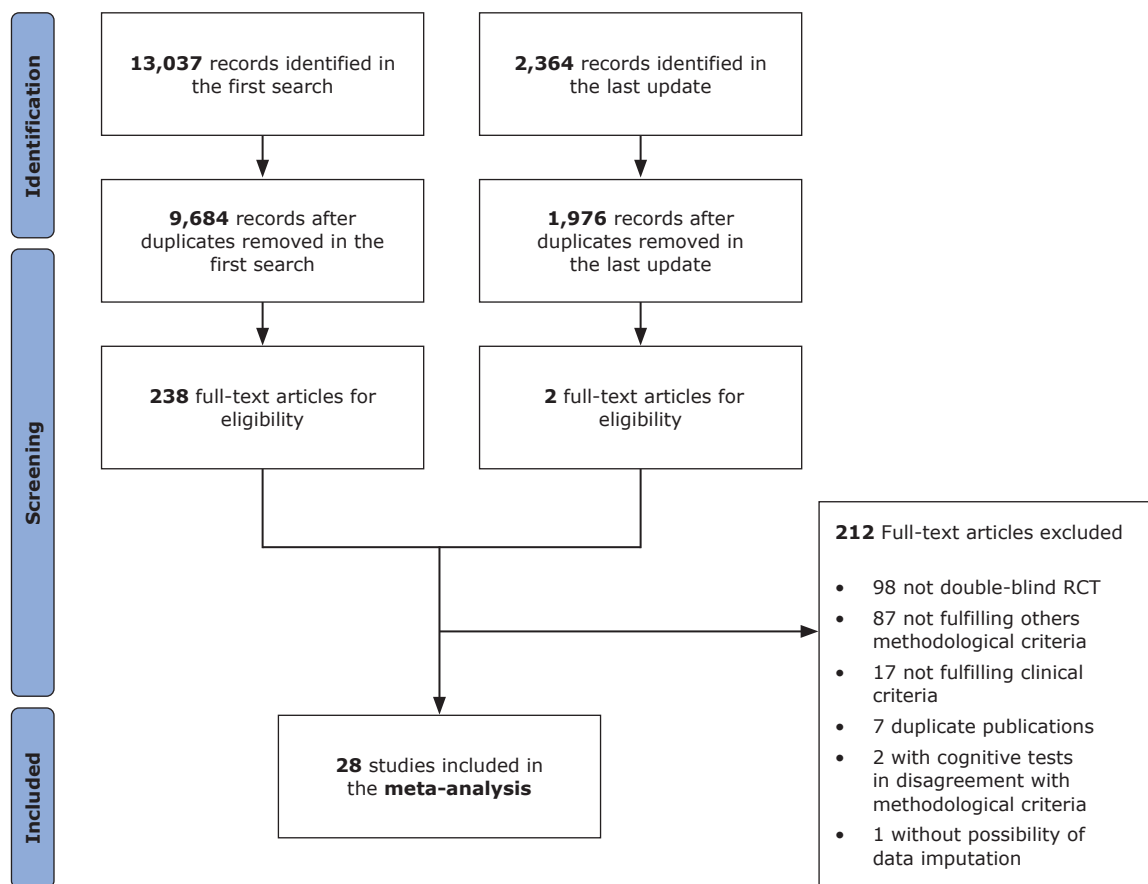 Identification
13,037 records identified in
the first search
2,364 records identified in
the last update
9,684 records after
duplicates removed in the
first search
1,976 records after
duplicates removed in
the last update
Screening
238 full-text articles for
eligibility
2 full-text articles for
eligibility
212 Full-text articles excluded
• 98 not double-blind RCT
• 87 not fulfilling others
methodological criteria
• 17 not fulfilling clinical
criteria
• 7 duplicate publications
• 2 with cognitive tests
in disagreement with
methodological criteria
• 1 without possibility of
data imputation
Included
28 studies included in
the meta-analysis